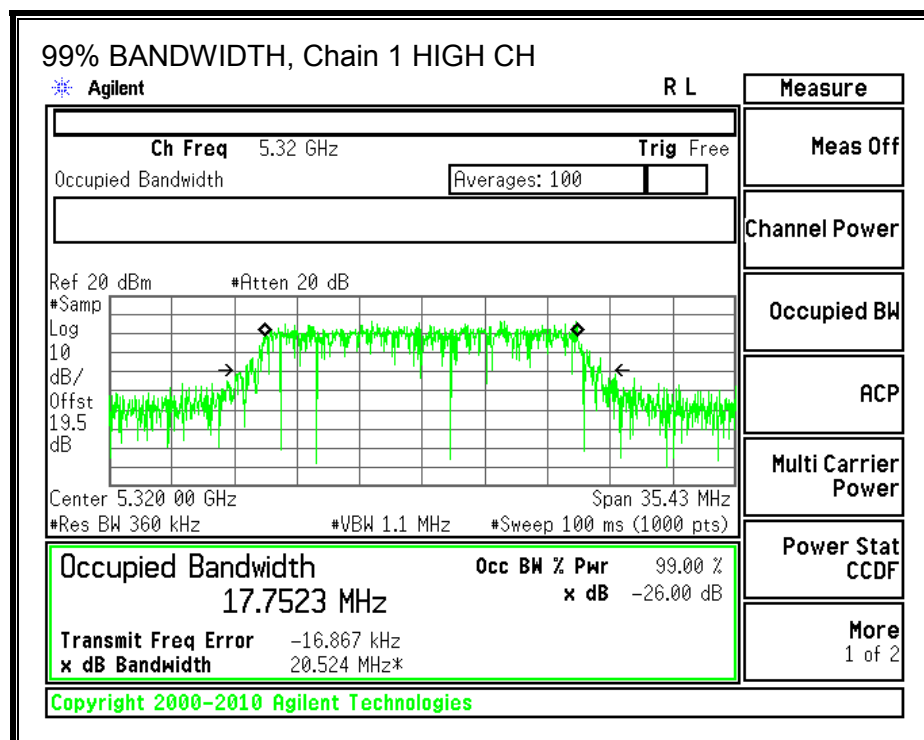 99% BANDWIDTH, Chain 1 HIGH CH
Agilent R L
Ch Freq 5.32 GHz Trig Free
Occupied Bandwidth Averages: 100
Ref 20 dBm #Atten 20 dB
#Samp
Log
10
dB/
Offst
19.5
dB
Center 5.320 00 GHz Span 35.43 MHz
#Res BW 360 kHz #VBW 1.1 MHz #Sweep 100 ms (1000 pts)
Occupied Bandwidth Occ BW % Pwr 99.00 %
17.7523 MHz x dB -26.00 dB
Transmit Freq Error -16.867 kHz
x dB Bandwidth 20.524 MHz*
Copyright 2000-2010 Agilent Technologies
Measure
Meas Off
Channel Power
Occupied BW
ACP
Multi Carrier
Power
Power Stat
CCDF
More
1 of 2